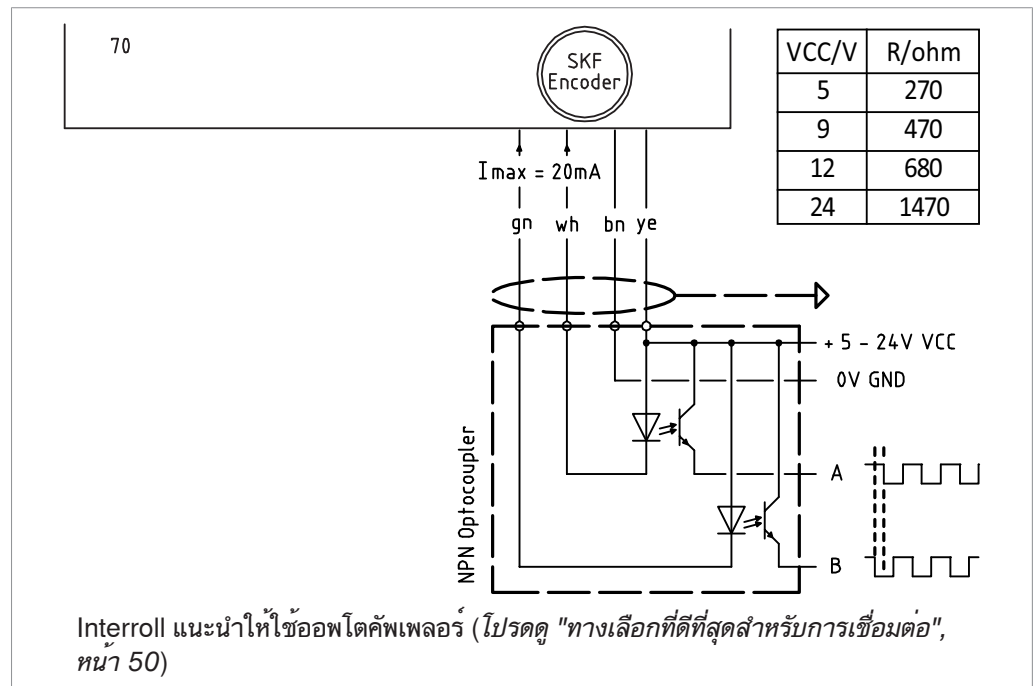 70
SKF
Encoder
VCC/V R/ohm
5 270
9 470
12 680
24 1470
Imax = 20mA
gn wh bn ye
+ 5 - 24V VCC
0V GND
NPN Optocoupler
A
B
Interroll แนะนำให้ใช้ออพโตคัพเพลอร์ (โปรดดู "ทางเลือกที่ดีที่สุดสำหรับการเชื่อมต่อ",
หน้า 50)